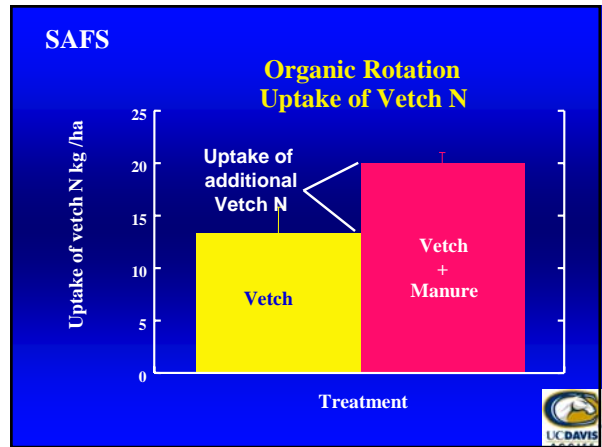 SAFS
Organic Rotation
Uptake of Vetch N
Uptake of vetch N kg /ha
25
20
15
10
5
0
Uptake of
additional
Vetch N
Vetch
Vetch
+
Manure
Treatment
UCDAVIS